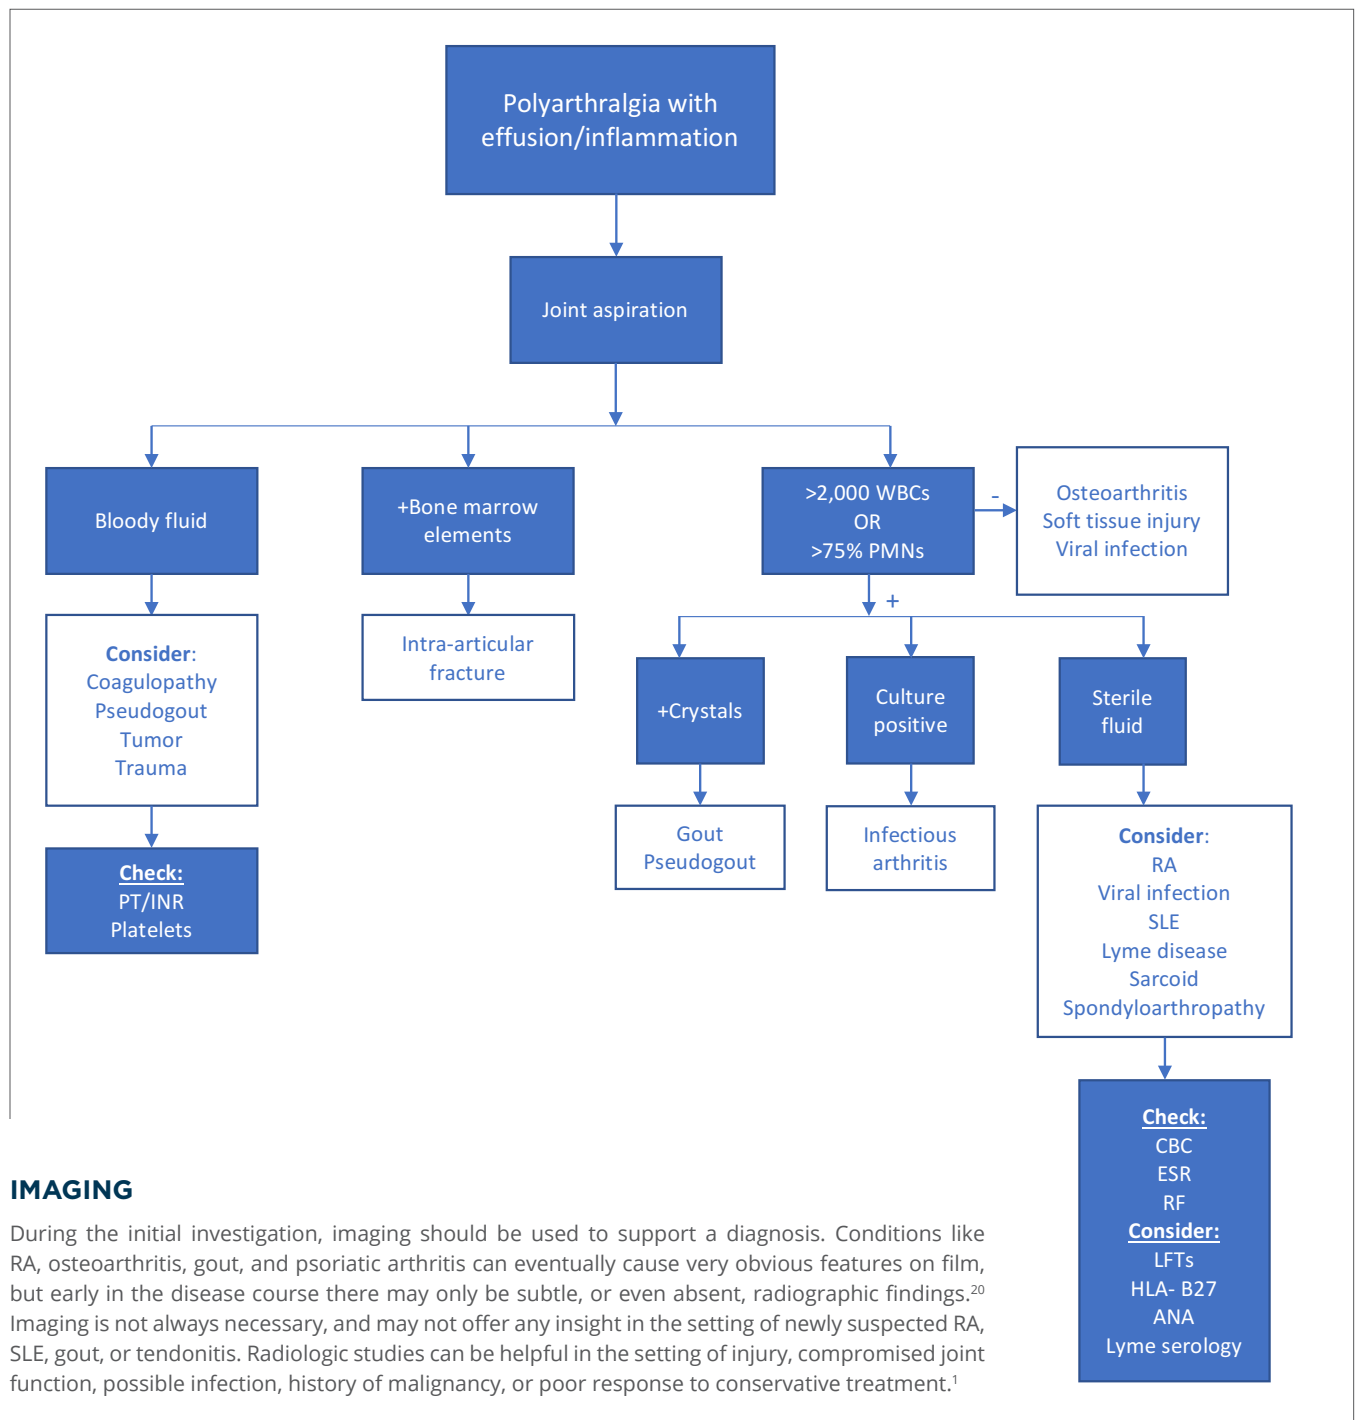 Polyarthralgia with
effusion/inflammation
Joint aspiration
Bloody fluid
+Bone marrow
elements
>2,000 WBCs
OR
>75% PMNs
-
Osteoarthritis
Soft tissue injury
Viral infection
+
Consider:
Coagulopathy
Pseudogout
Tumor
Trauma
Intra-articular
fracture
+Crystals
Culture
positive
Sterile
fluid
Check:
PT/INR
Platelets
Gout
Pseudogout
Infectious
arthritis
Consider:
RA
Viral infection
SLE
Lyme disease
Sarcoid
Spondyloarthropathy
Check:
CBC
ESR
RF
Consider:
LFTs
HLA- B27
ANA
Lyme serology
IMAGING
During the initial investigation, imaging should be used to support a diagnosis. Conditions like
RA, osteoarthritis, gout, and psoriatic arthritis can eventually cause very obvious features on film,
but early in the disease course there may only be subtle, or even absent, radiographic findings.20
Imaging is not always necessary, and may not offer any insight in the setting of newly suspected RA,
SLE, gout, or tendonitis. Radiologic studies can be helpful in the setting of injury, compromised joint
function, possible infection, history of malignancy, or poor response to conservative treatment.1